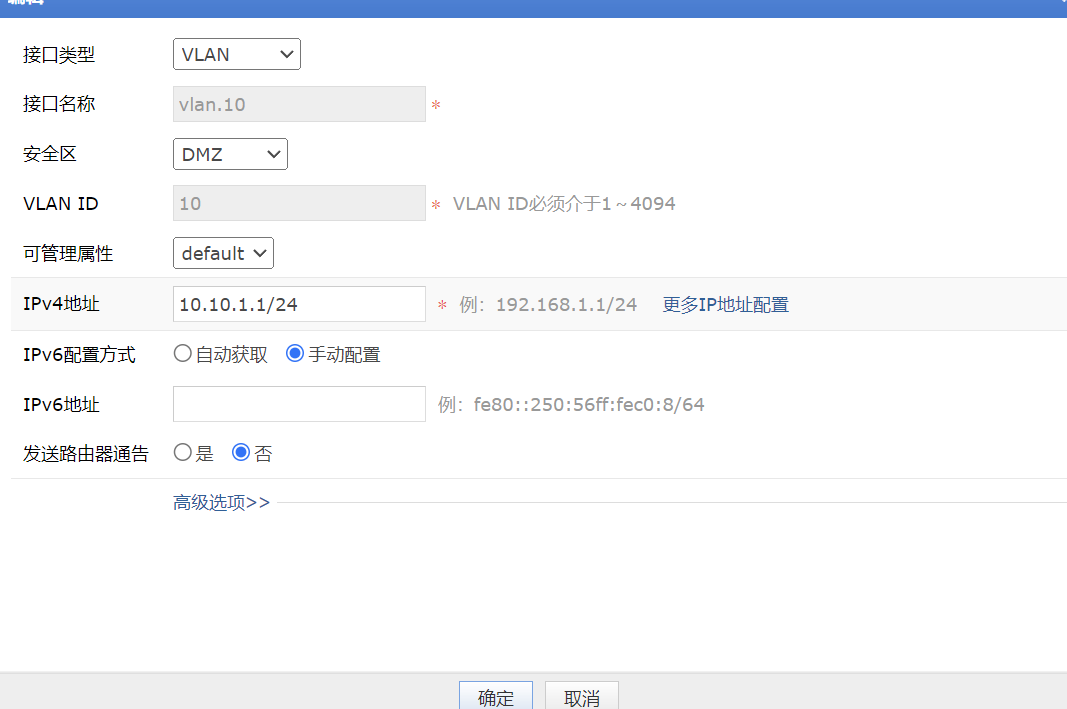 编辑
接口类型 VLAN
接口名称 vlan.10 *
安全区 DMZ
VLAN ID 10 * VLAN ID必须介于1～4094
可管理属性 default
IPv4地址 10.10.1.1/24 * 例：192.168.1.1/24 更多IP地址配置
IPv6配置方式 自动获取 手动配置
IPv6地址 例：fe80::250:56ff:fec0:8/64
发送路由器通告 是 否
高级选项>>
确定 取消